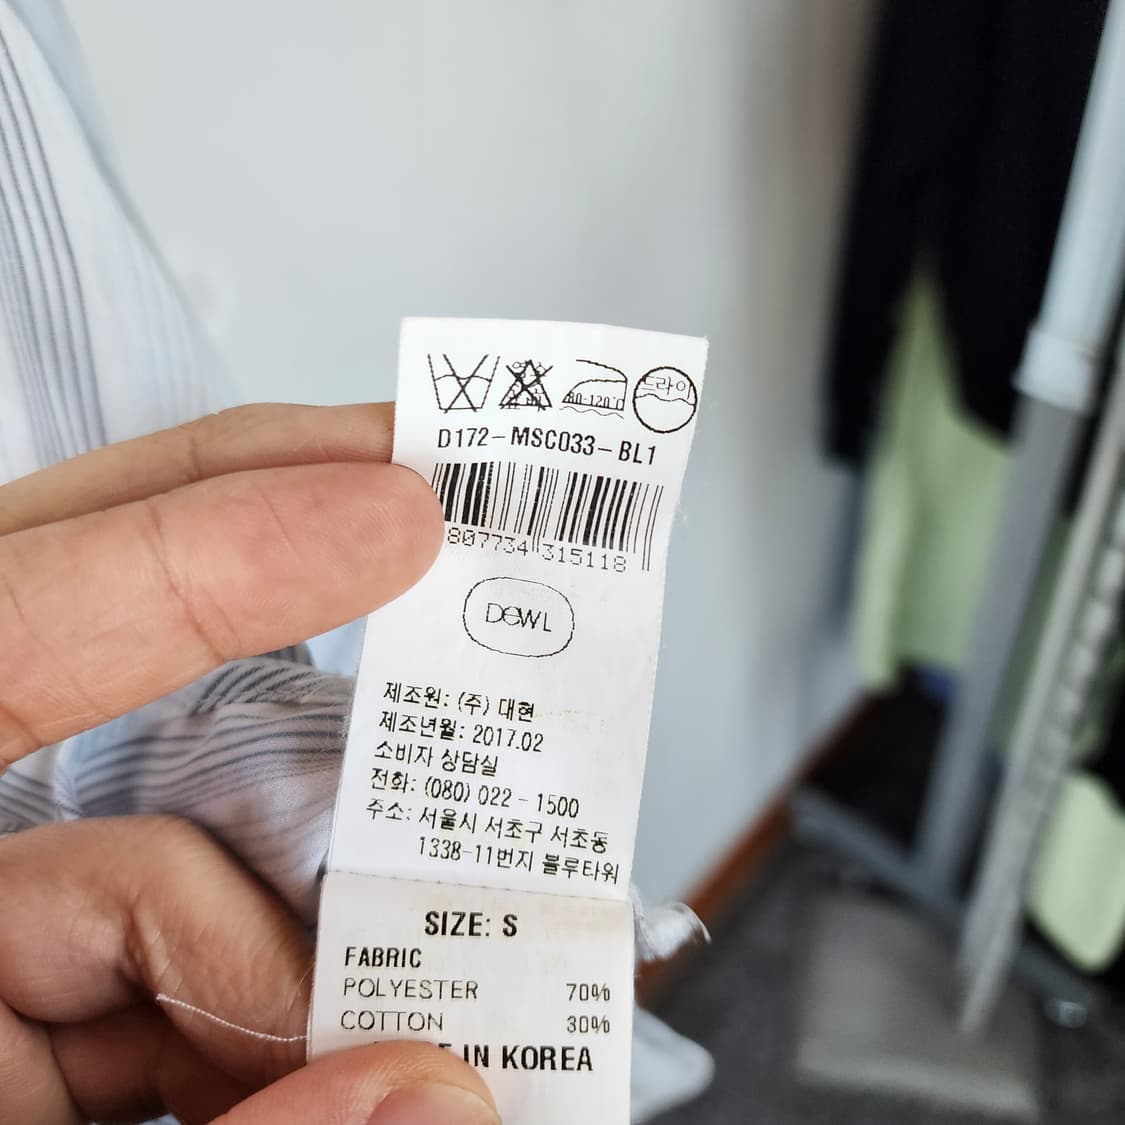 80-120℃ 드라이
D172-MSC033-BL1
807734 315118
DEWL
제조원: (주) 대현
제조년월: 2017.02
소비자 상담실
전화: (080) 022 - 1500
주소: 서울시 서초구 서초동
1338-11번지 블루타워
SIZE: S
FABRIC
POLYESTER 70%
COTTON 30%
IN KOREA